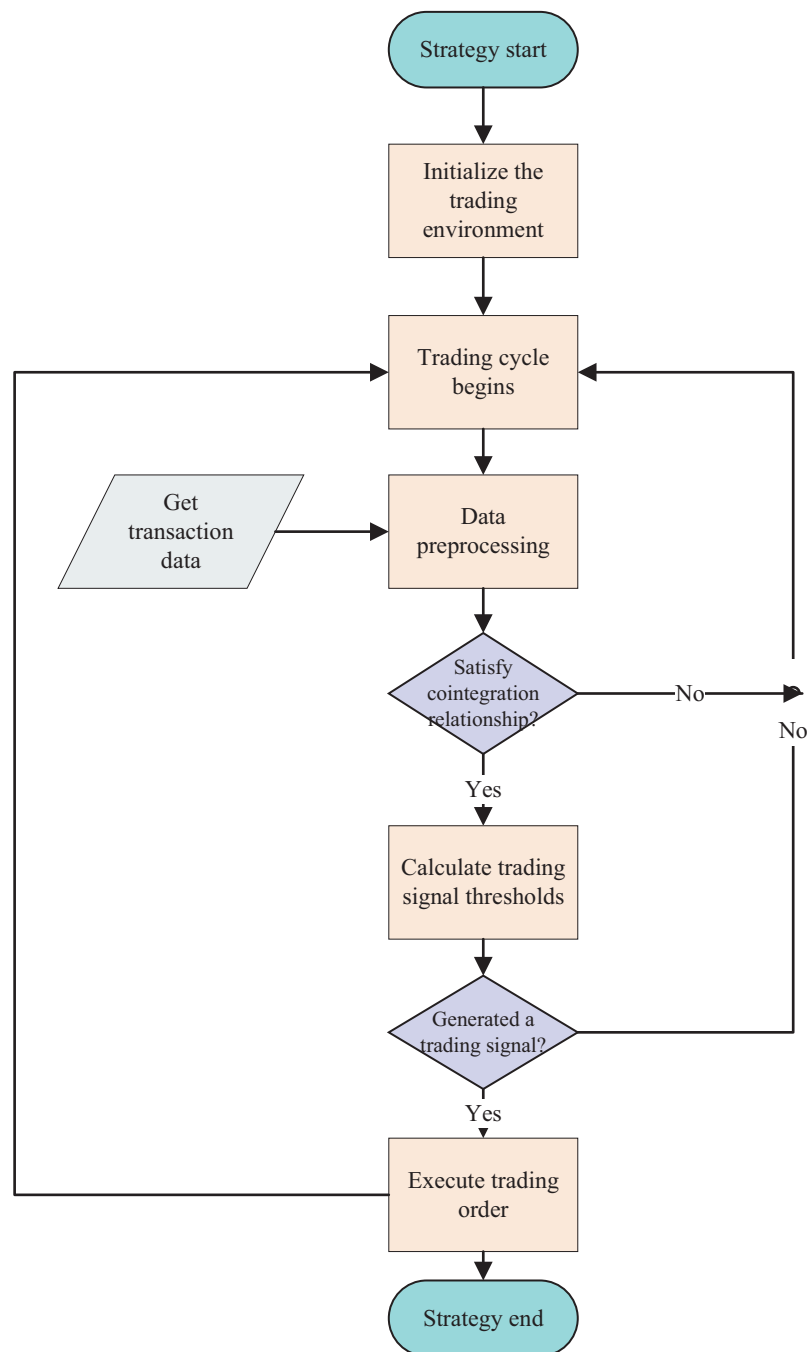 Strategy start
Initialize the
trading
environment
Trading cycle
begins
Get
transaction
data
Data
preprocessing
Satisfy
cointegration
relationship?
No
No
Yes
Calculate trading
signal thresholds
Generated a
trading signal?
Yes
Execute trading
order
Strategy end